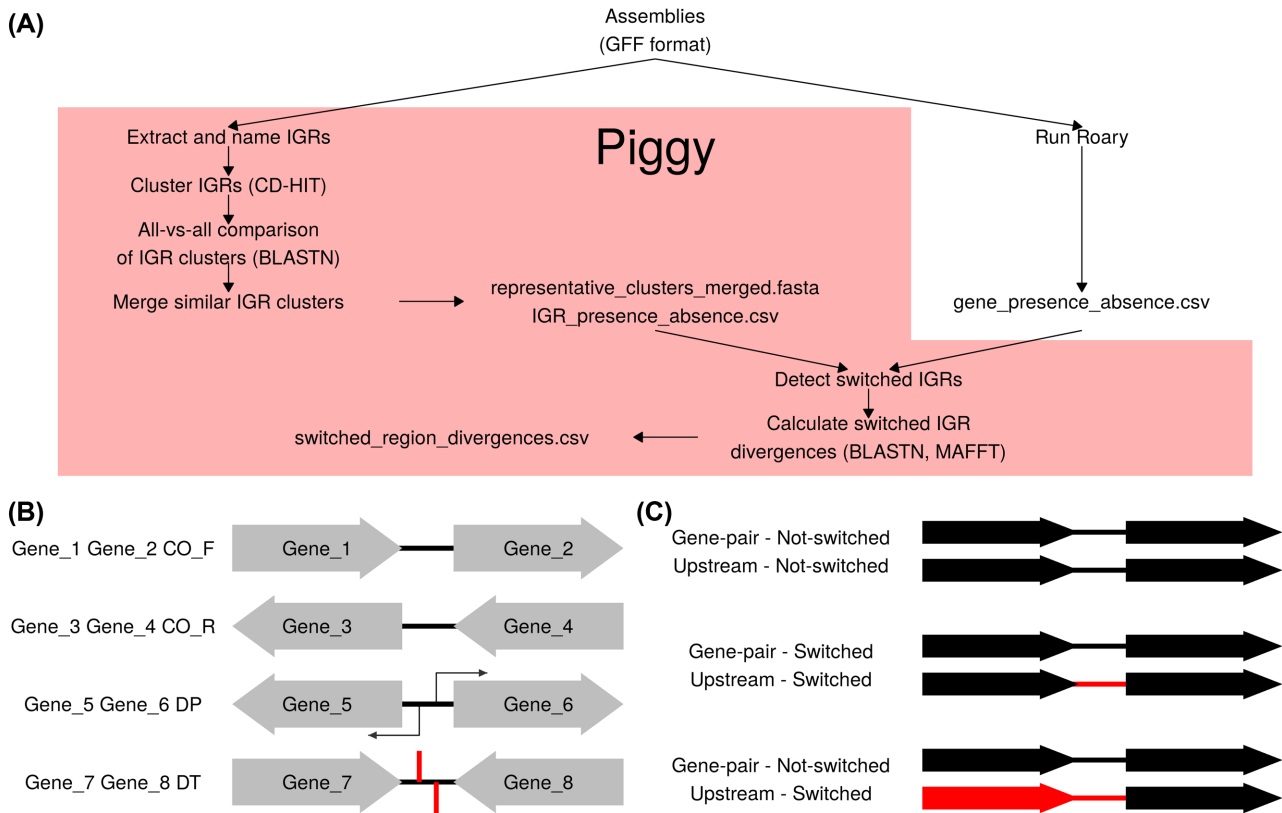 (A)
Assemblies
(GFF format)
Piggy
Extract and name IGRs
Run Roary
Cluster IGRs (CD-HIT)
All-vs-all comparison
of IGR clusters (BLASTN)
Merge similar IGR clusters
representative_clusters_merged.fasta
IGR_presence_absence.csv
gene_presence_absence.csv
Detect switched IGRs
Calculate switched IGR
divergences (BLASTN, MAFFT)
switched_region_divergences.csv
(B)
Gene_1 Gene_2 CO_F
Gene_1
Gene_2
Gene_3 Gene_4 CO_R
Gene_3
Gene_4
Gene_5 Gene_6 DP
Gene_5
Gene_6
Gene_7 Gene_8 DT
Gene_7
Gene_8
(C)
Gene-pair - Not-switched
Upstream - Not-switched
Gene-pair - Switched
Upstream - Switched
Gene-pair - Not-switched
Upstream - Switched